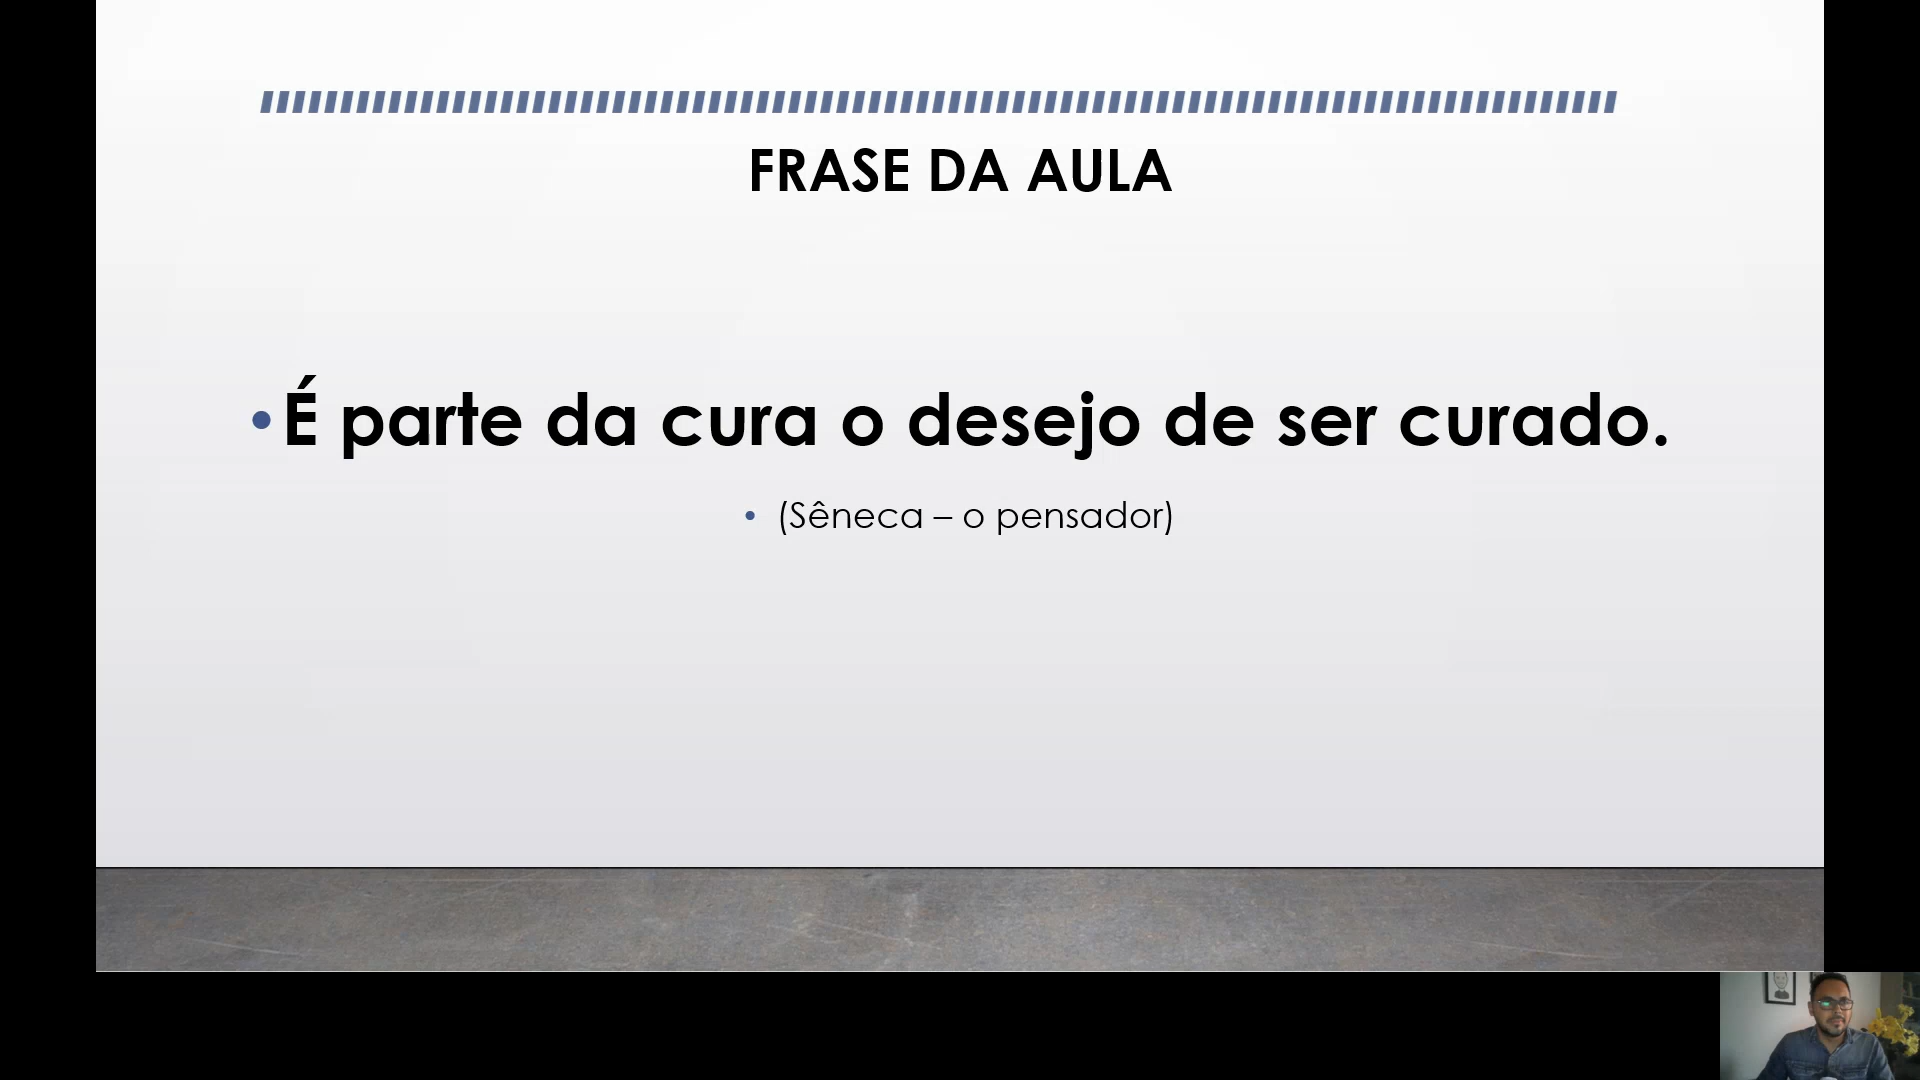 FRASE DA AULA
• É parte da cura o desejo de ser curado.
• (Sêneca – o pensador)